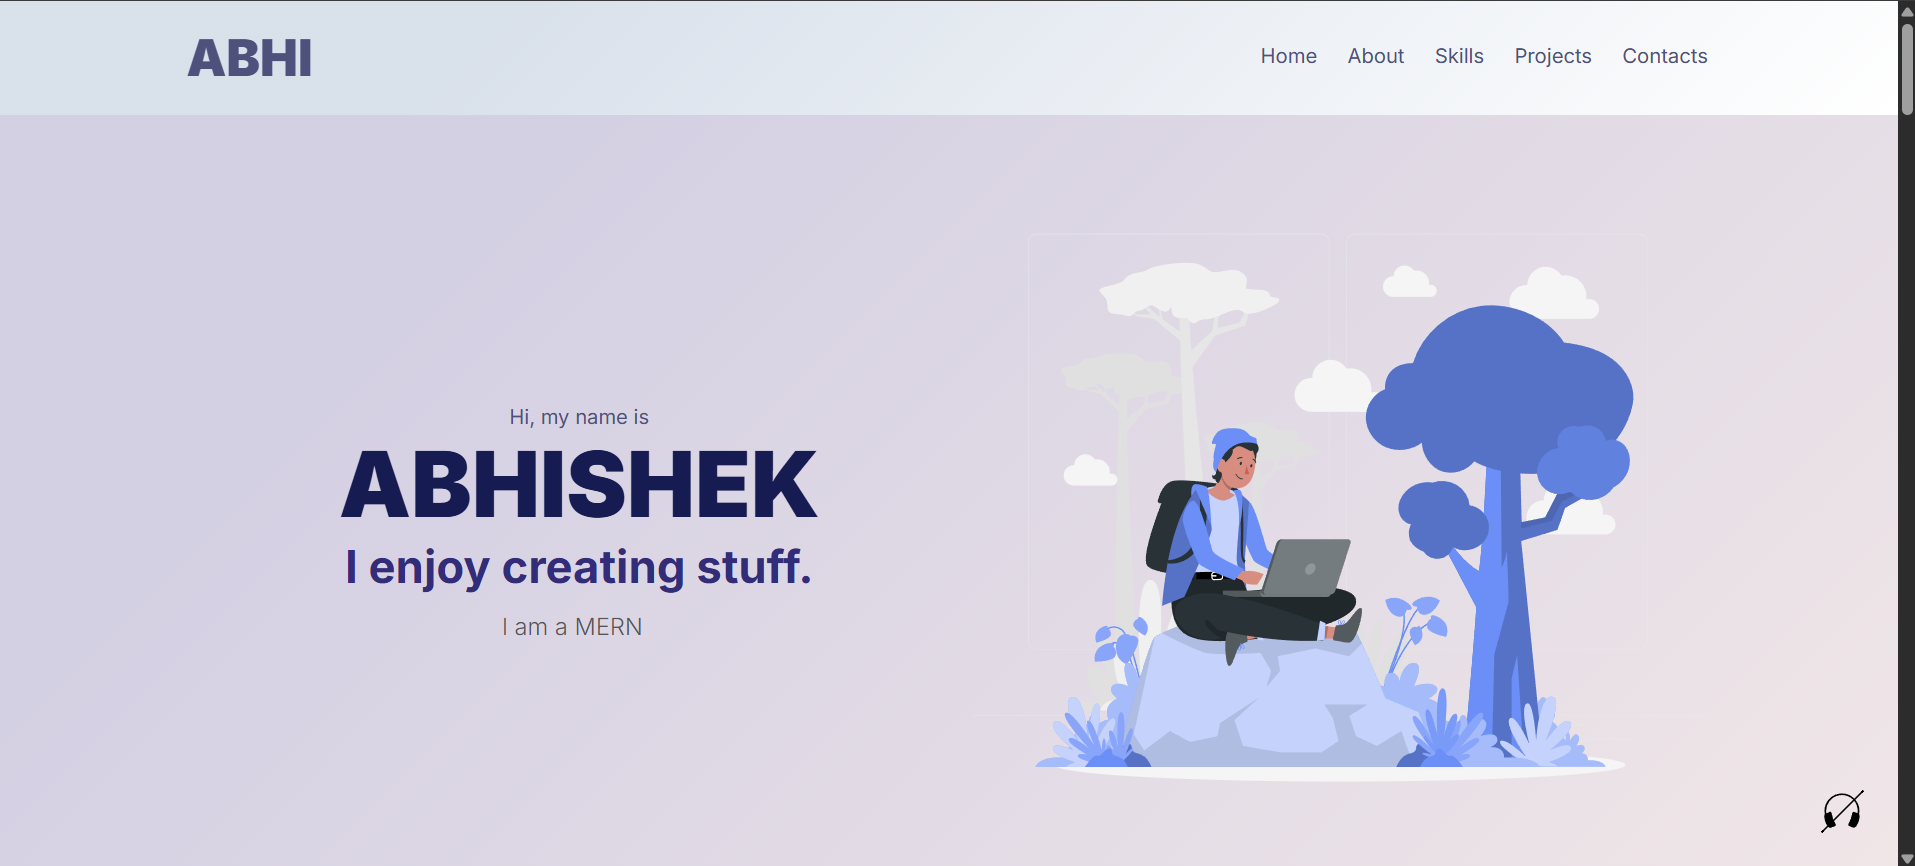 ABHI
Home About Skills Projects Contacts
Hi, my name is
ABHISHEK
I enjoy creating stuff.
I am a MERN